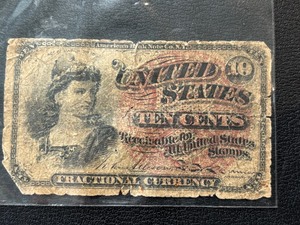 American Bank Note Co. N.Y.
UNITED 10
STATES
TEN CENTS
Receivable for
All United States
Stamps.
FRACTIONAL CURRENCY